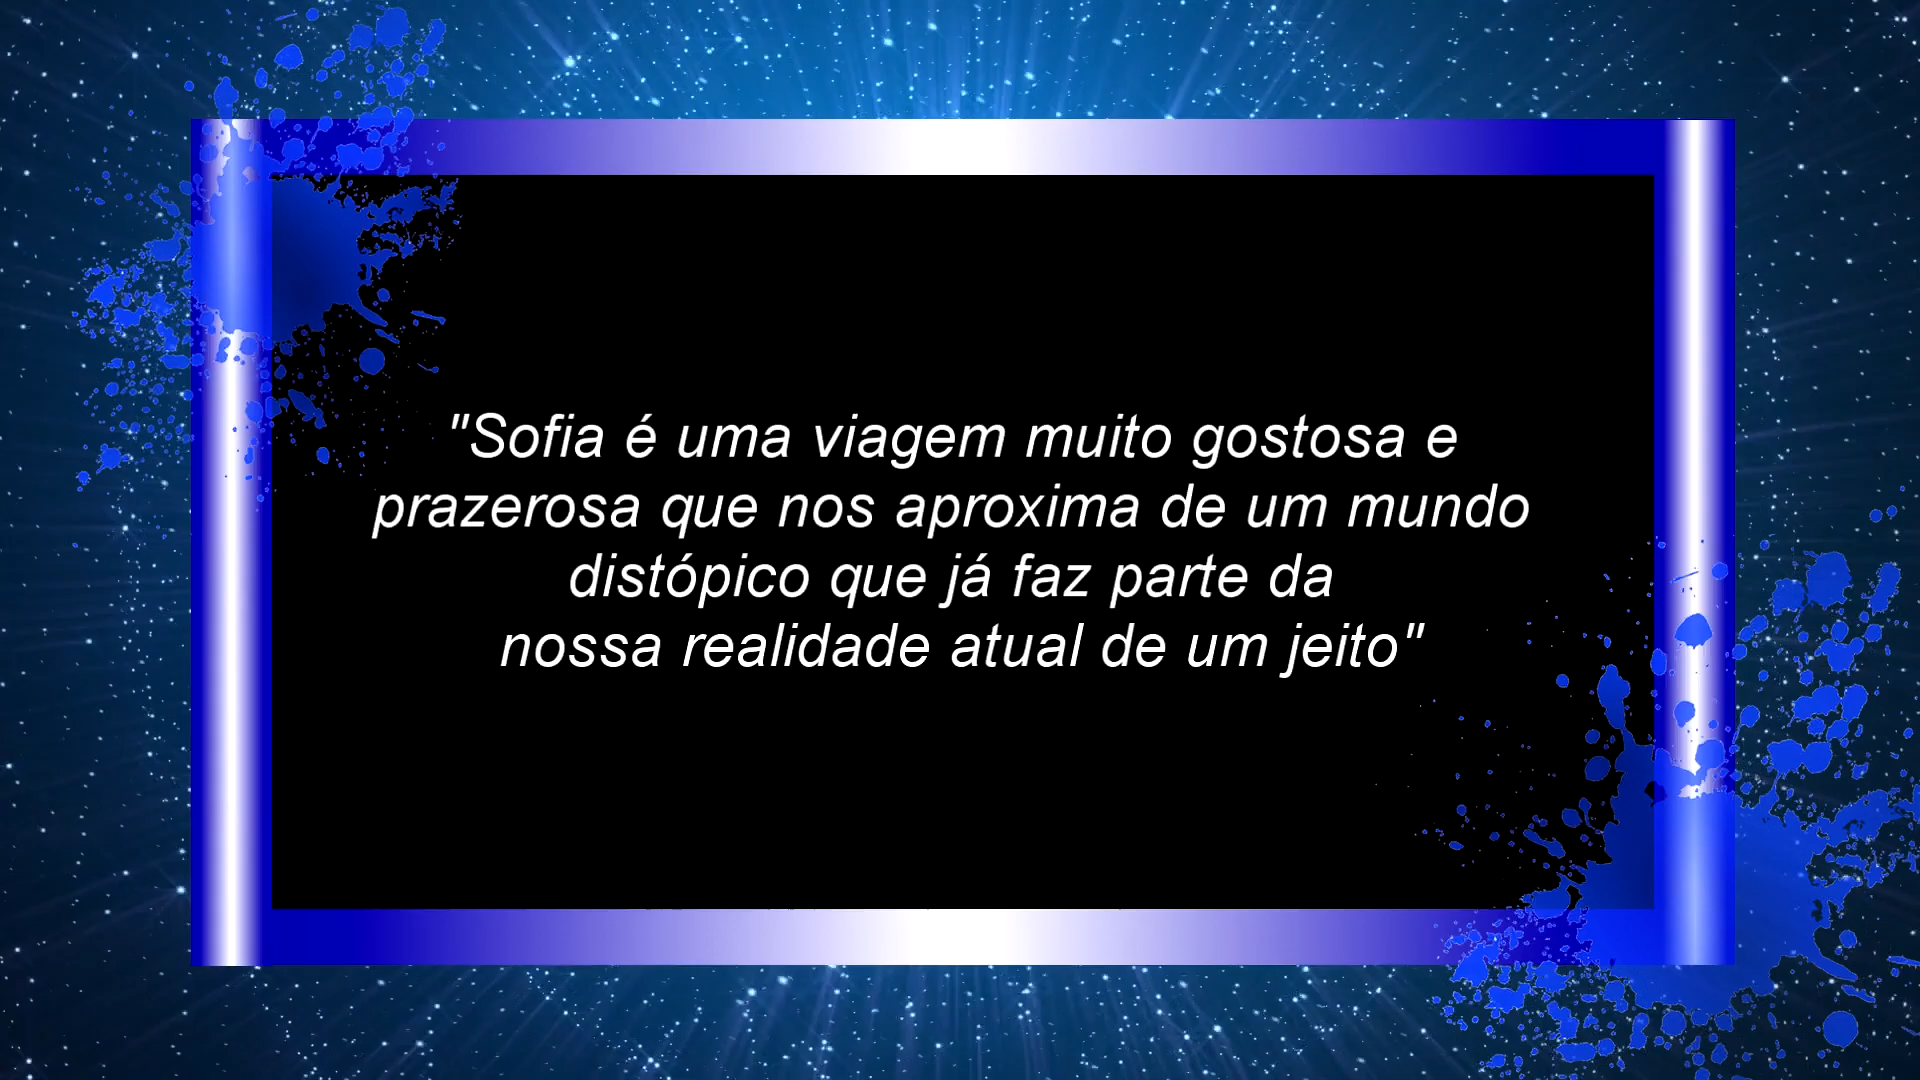 "Sofia é uma viagem muito gostosa e
prazerosa que nos aproxima de um mundo
distópico que já faz parte da
nossa realidade atual de um jeito"